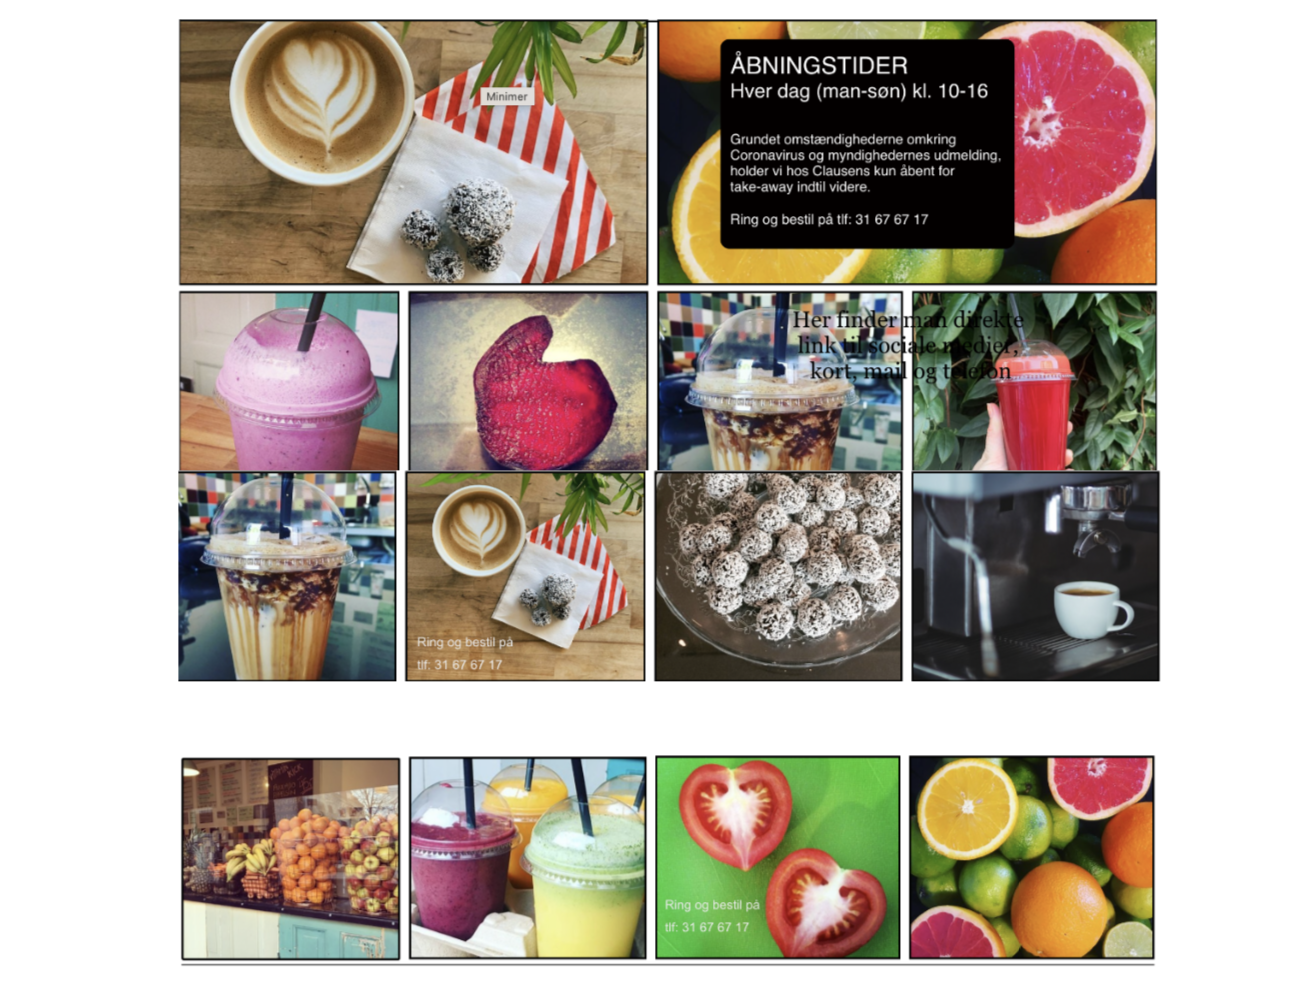 Minimer
ÅBNINGSTIDER
Hver dag (man-søn) kl. 10-16
Grundet omstændighederne omkring
Coronavirus og myndighedernes udmelding,
holder vi hos Clausens kun åbent for
take-away indtil videre.
Ring og bestil på tlf: 31 67 67 17
Her finder man direkte
link til sociale medier,
kort, mail og telefon
Ring og bestil på
tlf: 31 67 67 17
Ring og bestil på
tlf: 31 67 67 17